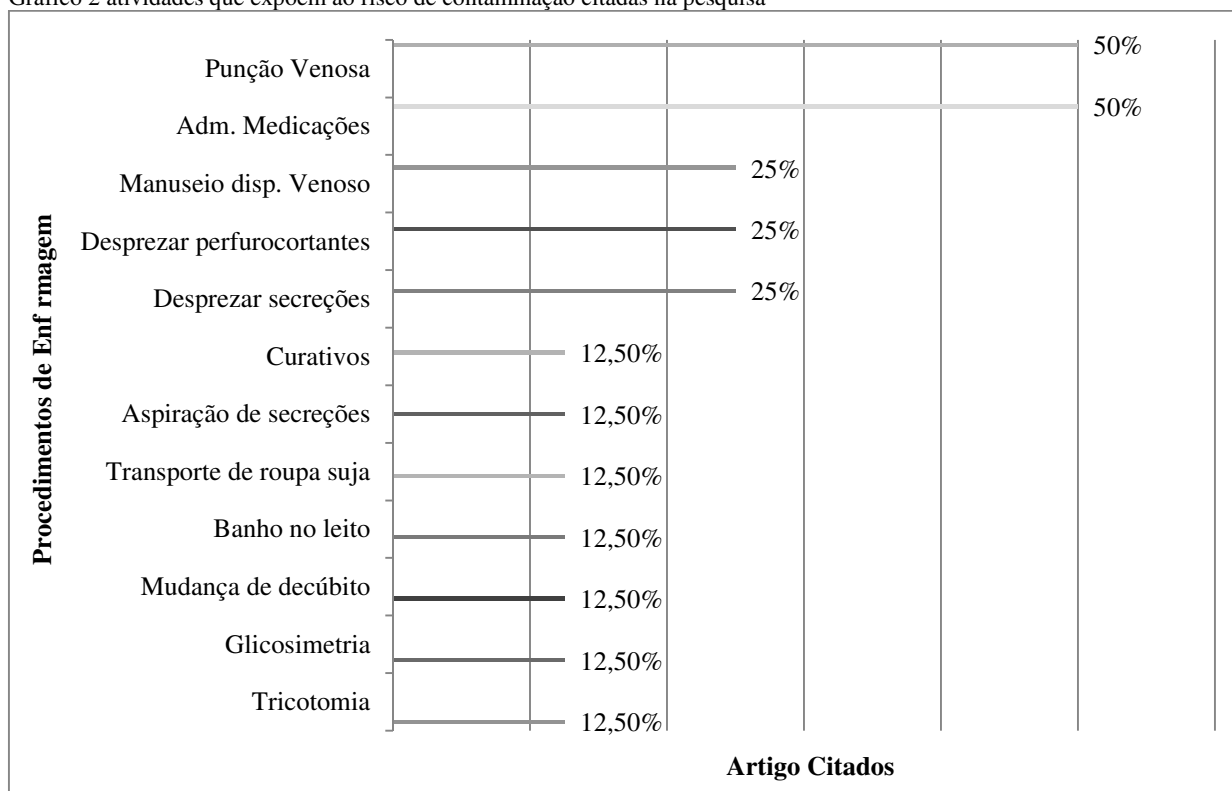 Gráfico 2 atividades que expõem ao risco de contaminação citadas na pesquisa
Punção Venosa
50%
Adm. Medicações
50%
Manuseio disp. Venoso
25%
Desprezar perfurocortantes
25%
Desprezar secreções
25%
Curativos
12,50%
Aspiração de secreções
12,50%
Transporte de roupa suja
12,50%
Banho no leito
12,50%
Mudança de decúbito
12,50%
Glicosimetria
12,50%
Tricotomia
12,50%
Procedimentos de Enf rmagem
Artigo Citados